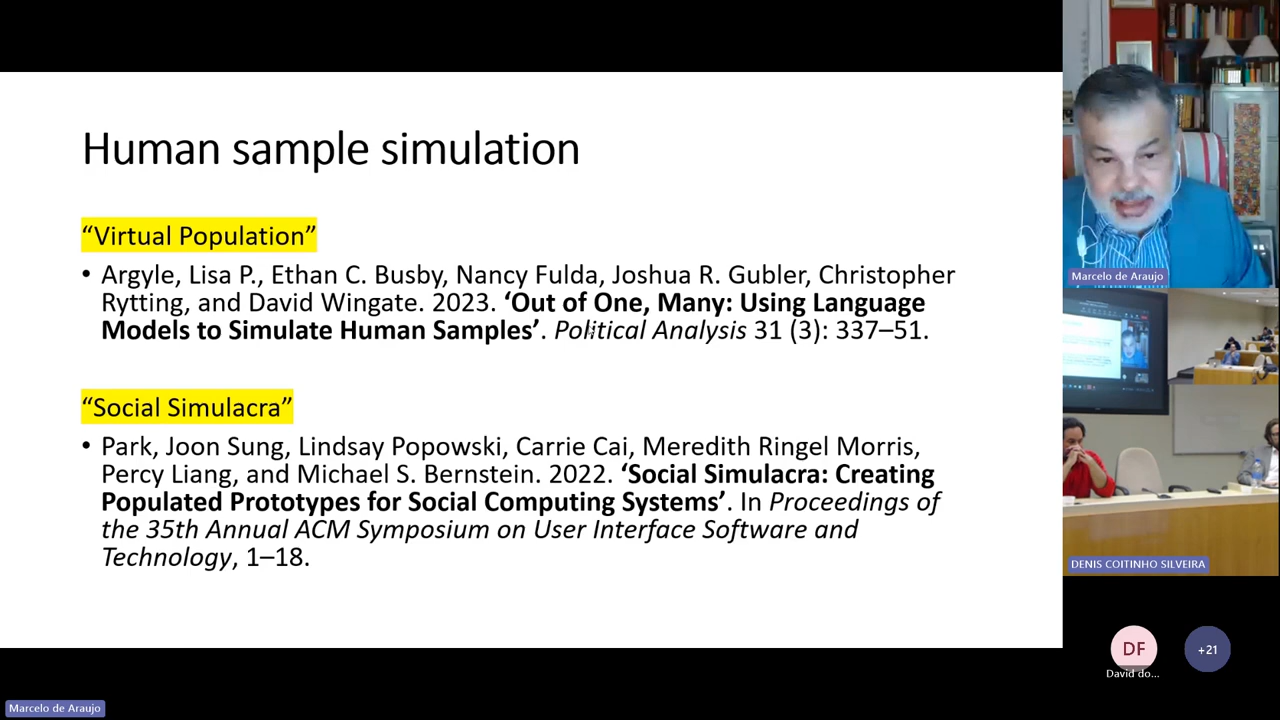 Human sample simulation
“Virtual Population”
• Argyle, Lisa P., Ethan C. Busby, Nancy Fulda, Joshua R. Gubler, Christopher
Rytting, and David Wingate. 2023. ‘Out of One, Many: Using Language
Models to Simulate Human Samples’. Political Analysis 31 (3): 337–51.
“Social Simulacra”
• Park, Joon Sung, Lindsay Popowski, Carrie Cai, Meredith Ringel Morris,
Percy Liang, and Michael S. Bernstein. 2022. ‘Social Simulacra: Creating
Populated Prototypes for Social Computing Systems’. In Proceedings of
the 35th Annual ACM Symposium on User Interface Software and
Technology, 1–18.
Marcelo de Araujo
DENIS COITINHO SILVEIRA
DF
David do...
+21
Marcelo de Araujo